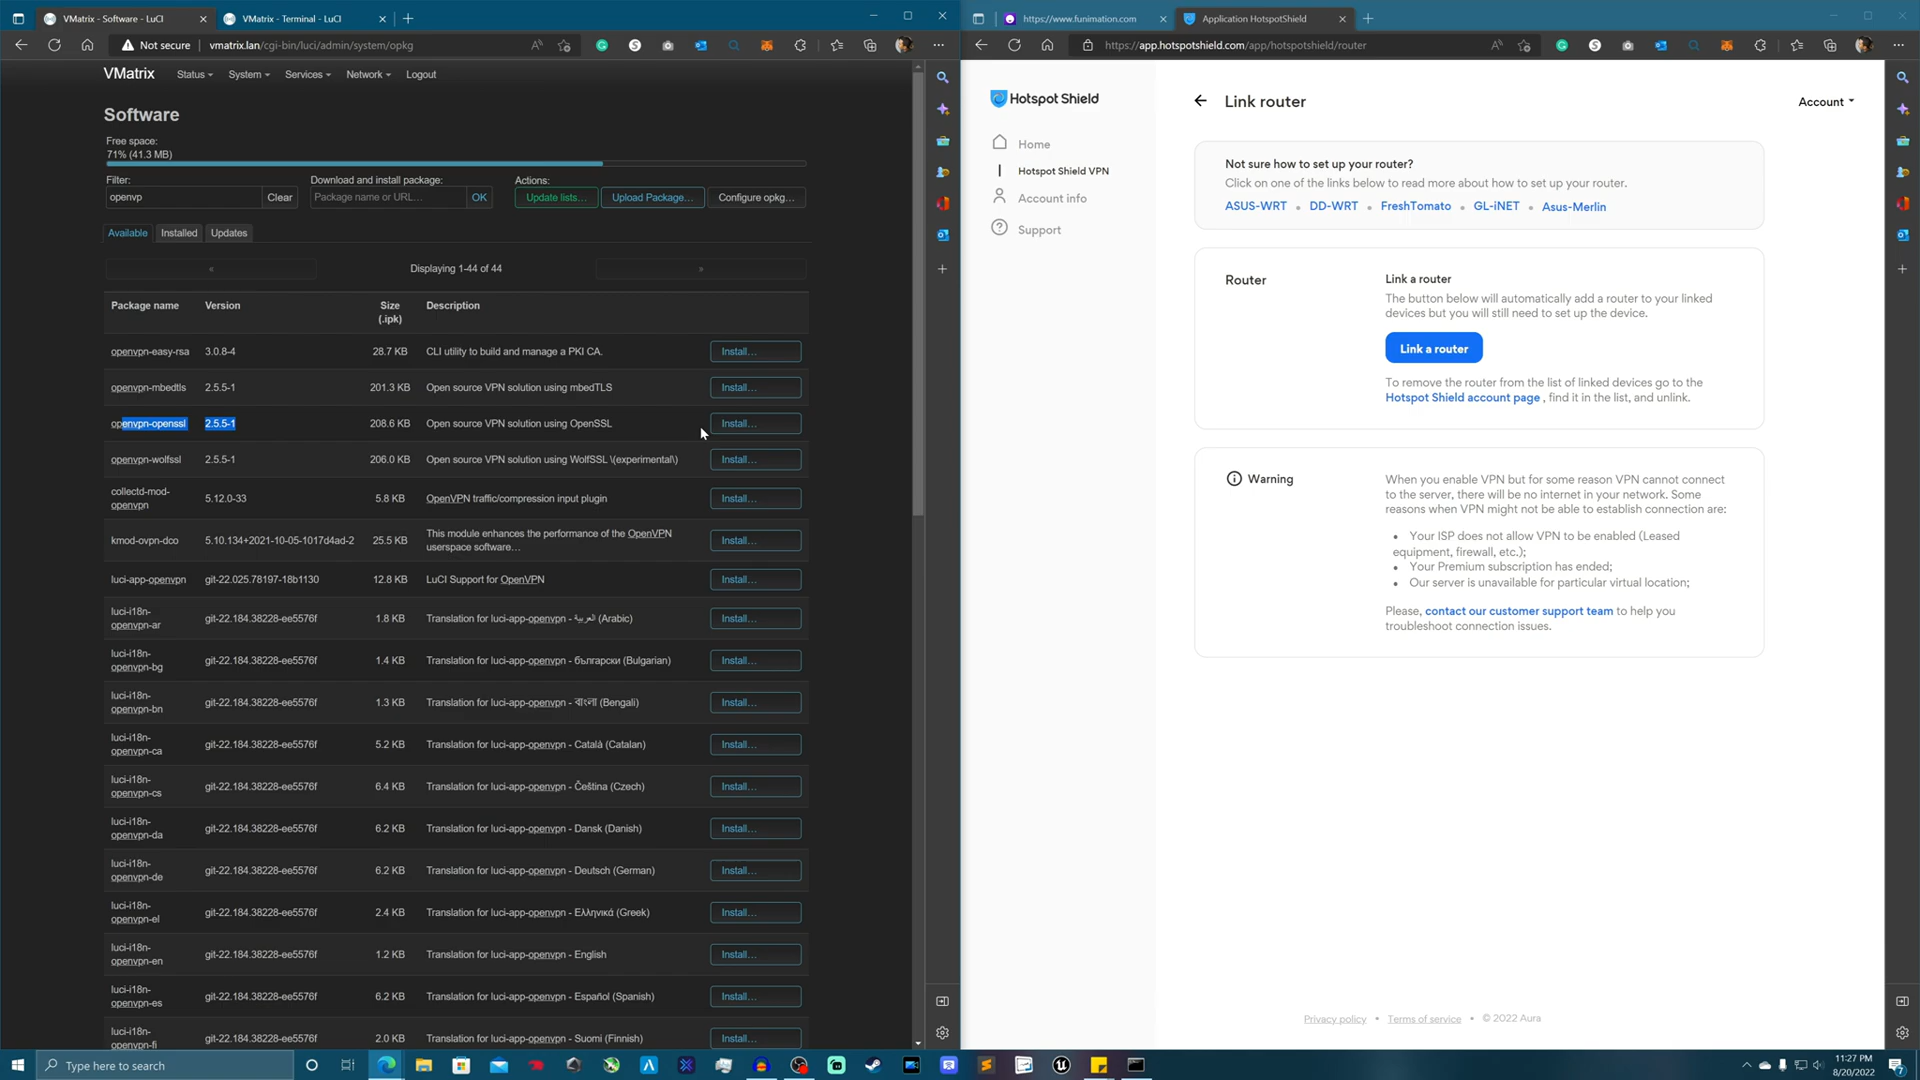 VMatrix - Software - LuCI
VMatrix - Terminal - LuCI
Not secure
vmatrix.lan/cgi-bin/luci/admin/system/opkg
VMatrix
Status
System
Services
Network
Logout
Software
Free space:
71% (41.3 MB)
Filter:
openvp
Clear
Download and install package:
Package name or URL…
OK
Actions:
Update lists…
Upload Package…
Configure opkg…
Available
Installed
Updates
«
Displaying 1-44 of 44
»
Package name Version Size (.ipk) Description
openvpn-easy-rsa 3.0.8-4 28.7 KB CLI utility to build and manage a PKI CA. Install…
openvpn-mbedtls 2.5.5-1 201.3 KB Open source VPN solution using mbedTLS Install…
openvpn-openssl 2.5.5-1 208.6 KB Open source VPN solution using OpenSSL Install…
openvpn-wolfssl 2.5.5-1 206.0 KB Open source VPN solution using WolfSSL \(experimental\) Install…
collectd-mod-
openvpn 5.12.0-33 5.8 KB OpenVPN traffic/compression input plugin Install…
kmod-ovpn-dco 5.10.134+2021-10-05-1017d4ad-2 25.5 KB This module enhances the performance of the OpenVPN
userspace software… Install…
luci-app-openvpn git-22.025.78197-18b1130 12.8 KB LuCI Support for OpenVPN Install…
luci-i18n-
openvpn-ar git-22.184.38228-ee5576f 1.8 KB Translation for luci-app-openvpn - العربية (Arabic) Install…
luci-i18n-
openvpn-bg git-22.184.38228-ee5576f 1.4 KB Translation for luci-app-openvpn - български (Bulgarian) Install…
luci-i18n-
openvpn-bn git-22.184.38228-ee5576f 1.3 KB Translation for luci-app-openvpn - বাংলা (Bengali) Install…
luci-i18n-
openvpn-ca git-22.184.38228-ee5576f 5.2 KB Translation for luci-app-openvpn - Català (Catalan) Install…
luci-i18n-
openvpn-cs git-22.184.38228-ee5576f 6.4 KB Translation for luci-app-openvpn - Čeština (Czech) Install…
luci-i18n-
openvpn-da git-22.184.38228-ee5576f 6.2 KB Translation for luci-app-openvpn - Dansk (Danish) Install…
luci-i18n-
openvpn-de git-22.184.38228-ee5576f 6.2 KB Translation for luci-app-openvpn - Deutsch (German) Install…
luci-i18n-
openvpn-el git-22.184.38228-ee5576f 2.4 KB Translation for luci-app-openvpn - Ελληνικά (Greek) Install…
luci-i18n-
openvpn-en git-22.184.38228-ee5576f 1.2 KB Translation for luci-app-openvpn - English Install…
luci-i18n-
openvpn-es git-22.184.38228-ee5576f 6.2 KB Translation for luci-app-openvpn - Español (Spanish) Install…
luci-i18n-
openvpn-fi git-22.184.38228-ee5576f 2.0 KB Translation for luci-app-openvpn - Suomi (Finnish) Install…
https://www.funimation.com
Application HotspotShield
https://app.hotspotshield.com/app/hotspotshield/router
Hotspot Shield
Home
Hotspot Shield VPN
Account info
Support
Link router
Account
Not sure how to set up your router?
Click on one of the links below to read more about how to set up your router.
ASUS-WRT • DD-WRT • FreshTomato • GL-iNET • Asus-Merlin
Router
Link a router
The button below will automatically add a router to your linked
devices but you will still need to set up the device.
Link a router
To remove the router from the list of linked devices go to the
Hotspot Shield account page , find it in the list, and unlink.
Warning
When you enable VPN but for some reason VPN cannot connect
to the server, there will be no internet in your network. Some
reasons when VPN might not be able to establish connection are:
• Your ISP does not allow VPN to be enabled (Leased
equipment, firewall, etc.);
• Your Premium subscription has ended;
• Our server is unavailable for particular virtual location;
Please, contact our customer support team to help you
troubleshoot connection issues.
Privacy policy • Terms of service • © 2022 Aura
Type here to search
11:27 PM
8/20/2022